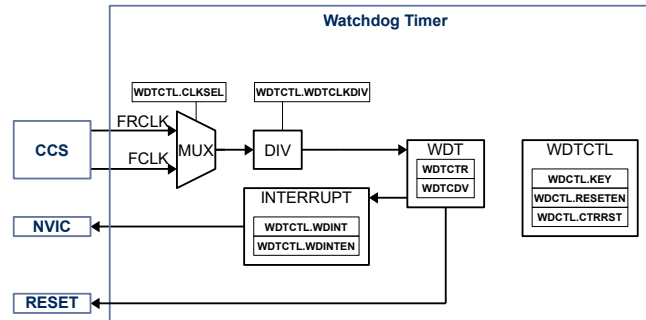 Watchdog Timer
WDTCTL.CLKSEL
WDTCTL.WDTCLKDIV
CCS
FRCLK
FCLK
MUX
DIV
WDT
WDTCTR
WDTCDV
WDTCTL
WDCTL.KEY
WDCTL.RESETEN
WDCTL.CTRRST
INTERRUPT
WDTCTL.WDINT
WDTCTL.WDINTEN
NVIC
RESET